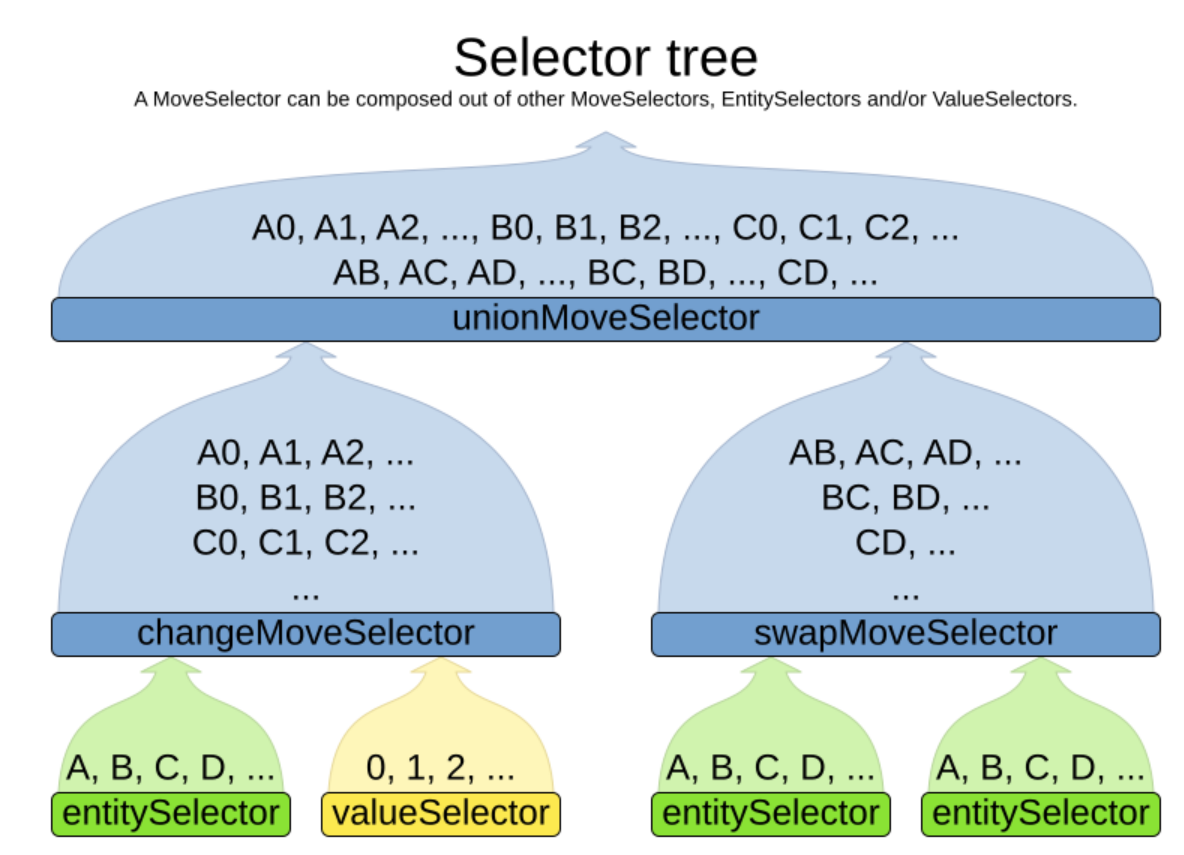 Selector tree
A MoveSelector can be composed out of other MoveSelectors, EntitySelectors and/or ValueSelectors.
A0, A1, A2, ..., B0, B1, B2, ..., C0, C1, C2, ...
AB, AC, AD, ..., BC, BD, ..., CD, ...
unionMoveSelector
A0, A1, A2, ...
B0, B1, B2, ...
C0, C1, C2, ...
...
changeMoveSelector
AB, AC, AD, ...
BC, BD, ...
CD, ...
...
swapMoveSelector
A, B, C, D, ...
entitySelector
0, 1, 2, ...
valueSelector
A, B, C, D, ...
entitySelector
A, B, C, D, ...
entitySelector